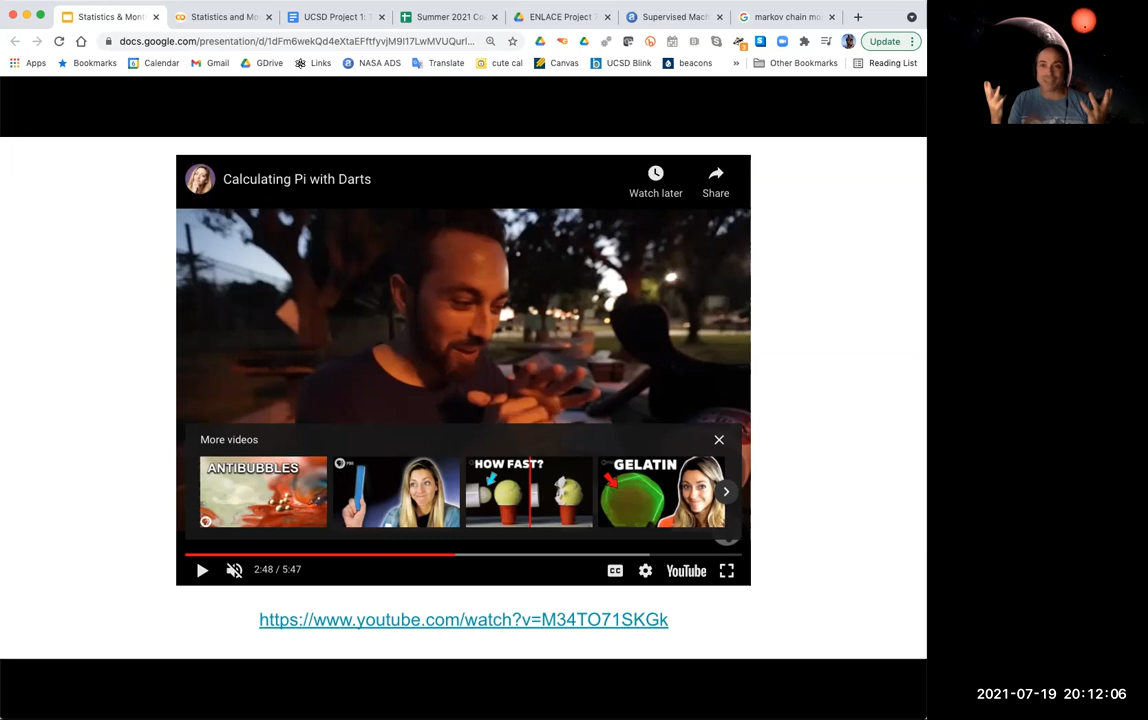 Statistics & Mont
Statistics and Mo
UCSD Project 1: T
Summer 2021 Co
ENLACE Project
Supervised Mach
markov chain mo
docs.google.com/presentation/d/1dFm6wekQd4eXtaEFftfyvjM9I17LwMVUQurl...
Update
Apps
Bookmarks
Calendar
Gmail
GDrive
Links
NASA ADS
Translate
cute cal
Canvas
UCSD Blink
beacons
»
Other Bookmarks
Reading List
Calculating Pi with Darts
Watch later
Share
More videos
ANTIBUBBLES
HOW FAST?
GELATIN
2:48 / 5:47
CC
YouTube
https://www.youtube.com/watch?v=M34TO71SKGk
2021-07-19 20:12:06